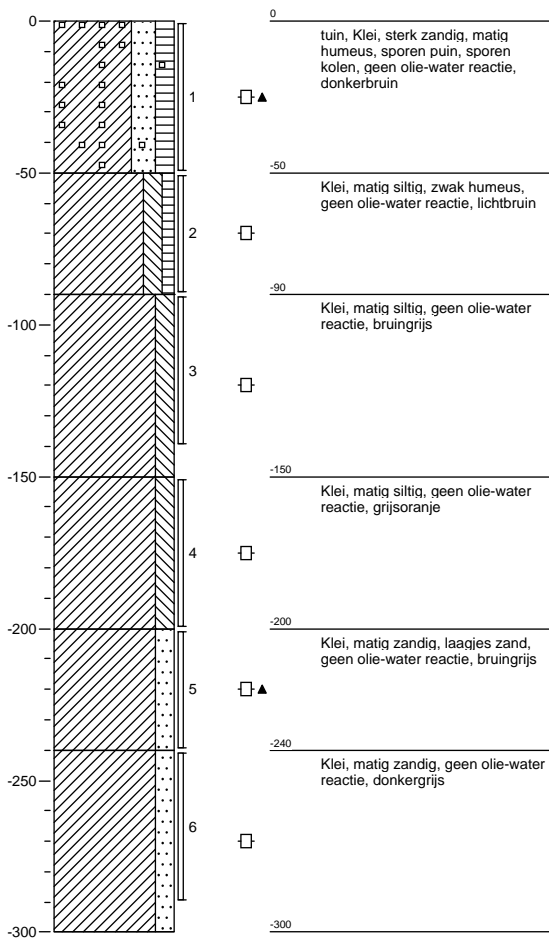 0
-50
-100
-150
-200
-250
-300
1
2
3
4
5
6
0
tuin, Klei, sterk zandig, matig
humeus, sporen puin, sporen
kolen, geen olie-water reactie,
donkerbruin
-50
Klei, matig siltig, zwak humeus,
geen olie-water reactie, lichtbruin
-90
Klei, matig siltig, geen olie-water
reactie, bruingrijs
-150
Klei, matig siltig, geen olie-water
reactie, grijsoranje
-200
Klei, matig zandig, laagjes zand,
geen olie-water reactie, bruingrijs
-240
Klei, matig zandig, geen olie-water
reactie, donkergrijs
-300